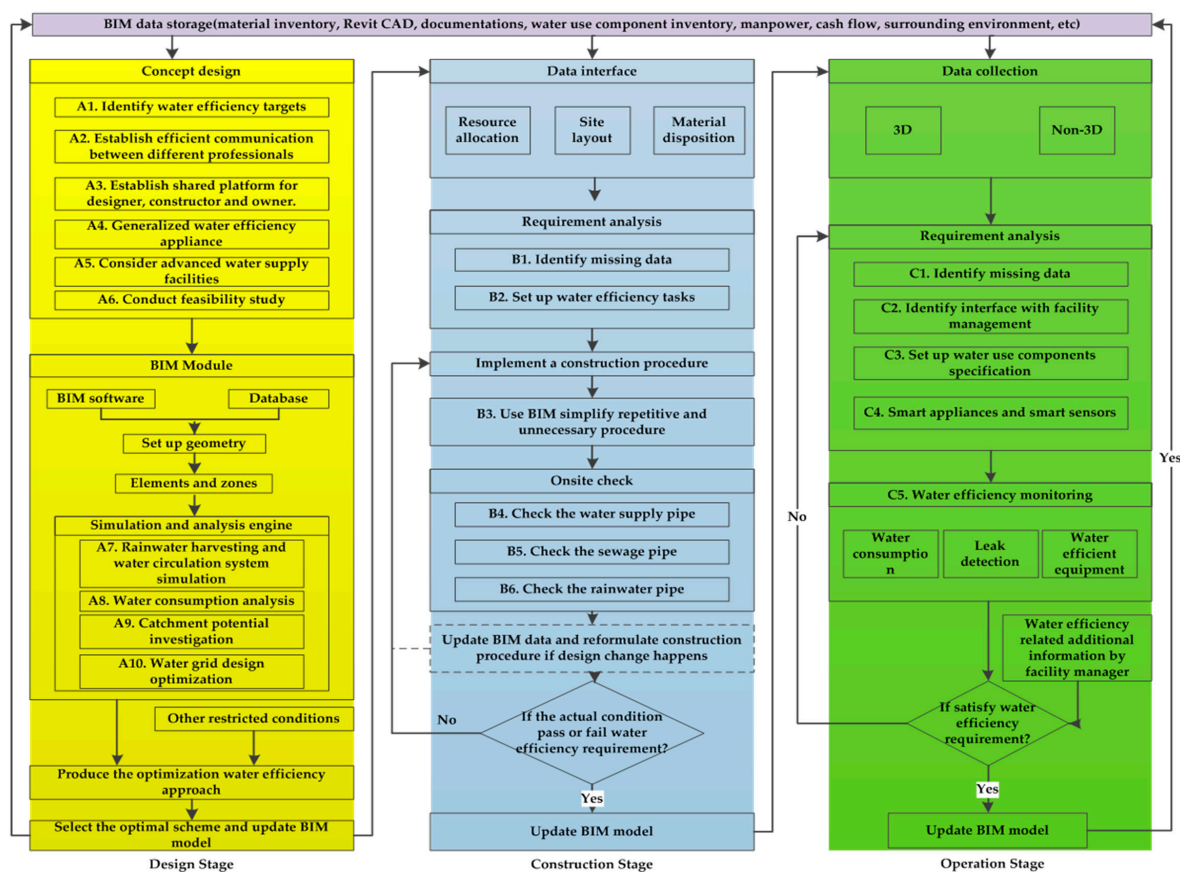 BIM data storage(material inventory, Revit CAD, documentations, water use component inventory, manpower, cash flow, surrounding environment, etc)
Concept design
A1. Identify water efficiency targets
A2. Establish efficient communication
between different professionals
A3. Establish shared platform for
designer, constructor and owner.
A4. Generalized water efficiency
appliance
A5. Consider advanced water supply
facilities
A6. Conduct feasibility study
BIM Module
BIM software
Database
Set up geometry
Elements and zones
Simulation and analysis engine
A7. Rainwater harvesting and
water circulation system
simulation
A8. Water consumption analysis
A9. Catchment potential
investigation
A10. Water grid design
optimization
Other restricted conditions
Produce the optimization water efficiency
approach
Select the optimal scheme and update BIM
model
Design Stage
Data interface
Resource
allocation
Site
layout
Material
disposition
Requirement analysis
B1. Identify missing data
B2. Set up water efficiency tasks
Implement a construction procedure
B3. Use BIM simplify repetitive and
unnecessary procedure
Onsite check
B4. Check the water supply pipe
B5. Check the sewage pipe
B6. Check the rainwater pipe
Update BIM data and reformulate construction
procedure if design change happens
No
If the actual condition
pass or fail water
efficiency requirement?
Yes
Update BIM model
Construction Stage
Data collection
3D
Non-3D
Requirement analysis
C1. Identify missing data
C2. Identify interface with facility
management
C3. Set up water use components
specification
C4. Smart appliances and smart sensors
C5. Water efficiency monitoring
Water
consumptio
n
Leak
detection
Water
efficient
equipment
Water efficiency
related additional
information by
facility manager
No
If satisfy water
efficiency
requirement?
Yes
Update BIM model
Yes
Operation Stage